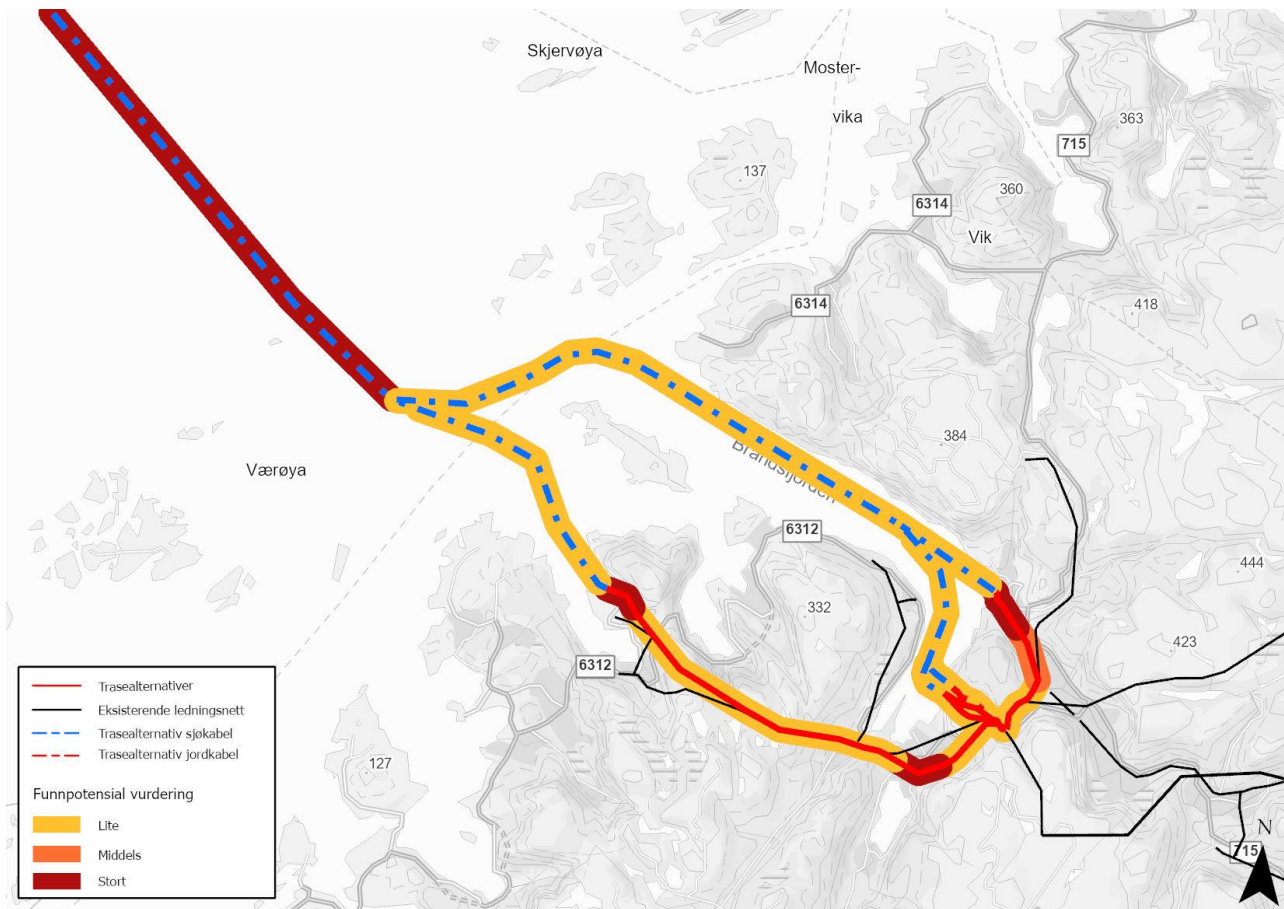 Skjervøya
Moster-
vika
363
715
137
360
6314
Vik
6314
418
384
Værøya
Brandsfjorden
6312
444
332
423
6312
127
Trasealternativer
Eksisterende ledningsnett
Trasealternativ sjøkabel
Trasealternativ jordkabel
Funnpotensial vurdering
Lite
Middels
Stort
N
715